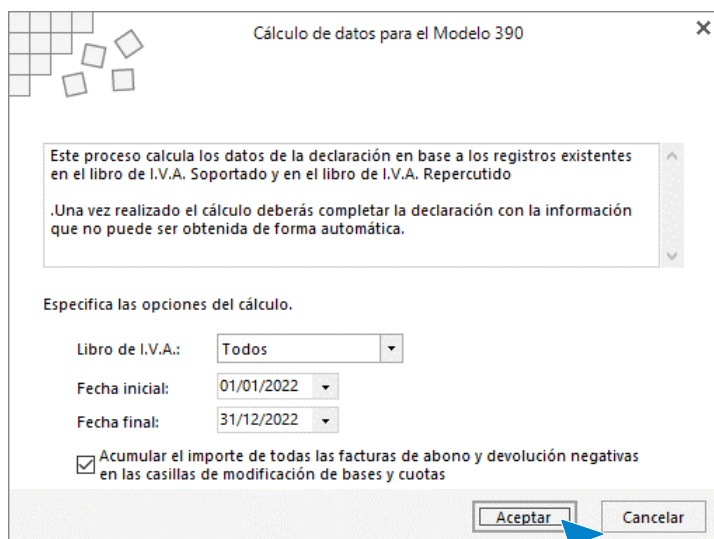 Cálculo de datos para el Modelo 390
Este proceso calcula los datos de la declaración en base a los registros existentes
en el libro de I.V.A. Soportado y en el libro de I.V.A. Repercutido
.Una vez realizado el cálculo deberás completar la declaración con la información
que no puede ser obtenida de forma automática.
Especifica las opciones del cálculo.
Libro de I.V.A.: Todos
Fecha inicial: 01/01/2022
Fecha final: 31/12/2022
Acumular el importe de todas las facturas de abono y devolución negativas
en las casillas de modificación de bases y cuotas
Aceptar Cancelar